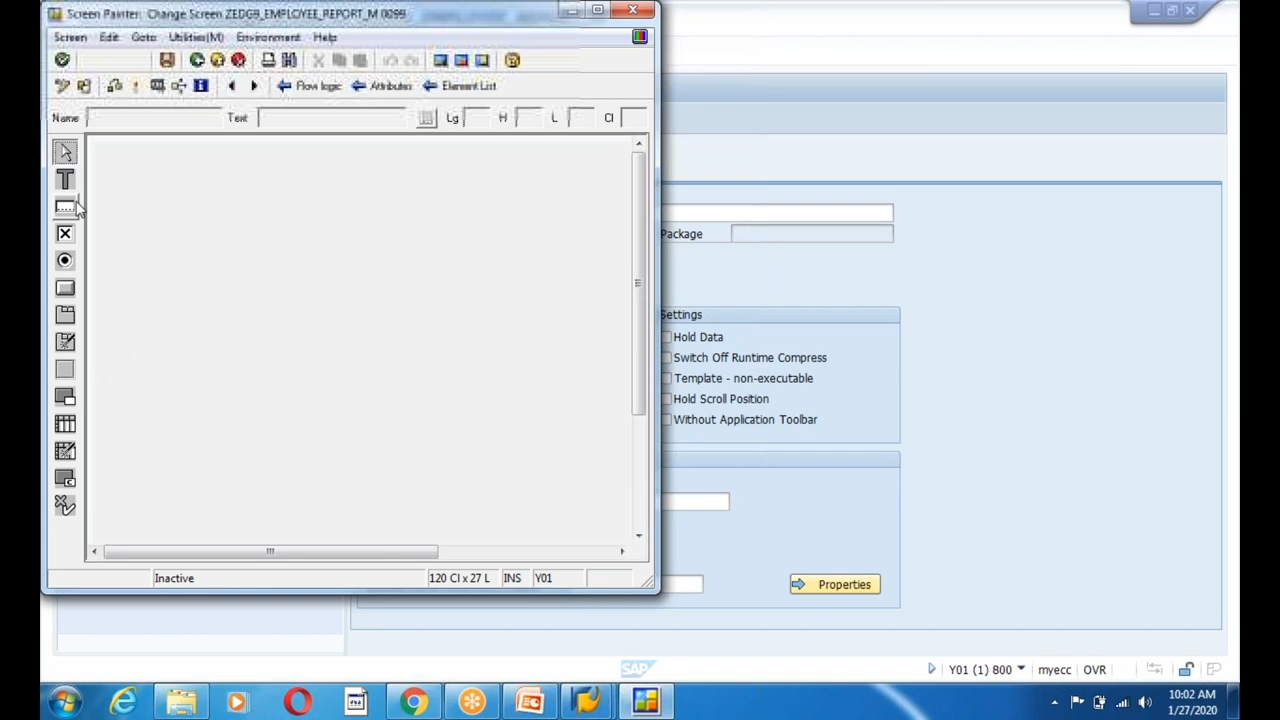 Screen Painter: Change Screen ZEDG9_EMPLOYEE_REPORT_M 0099
Screen Edit Goto Utilities(M) Environment Help
Flow logic Attributes Element List
Name Text Lg H L Cl
Package
Settings
Hold Data
Switch Off Runtime Compress
Template - non-executable
Hold Scroll Position
Without Application Toolbar
Properties
Inactive 120 Cl x 27 L INS Y01
SAP Y01 (1) 800 myecc OVR
10:02 AM
1/27/2020